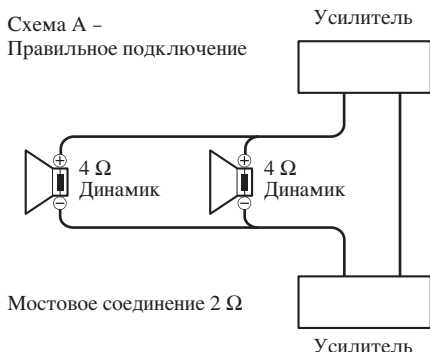 Схема А –
Правильное подключение
Усилитель
4 Ω
Динамик
4 Ω
Динамик
Мостовое соединение 2 Ω
Усилитель